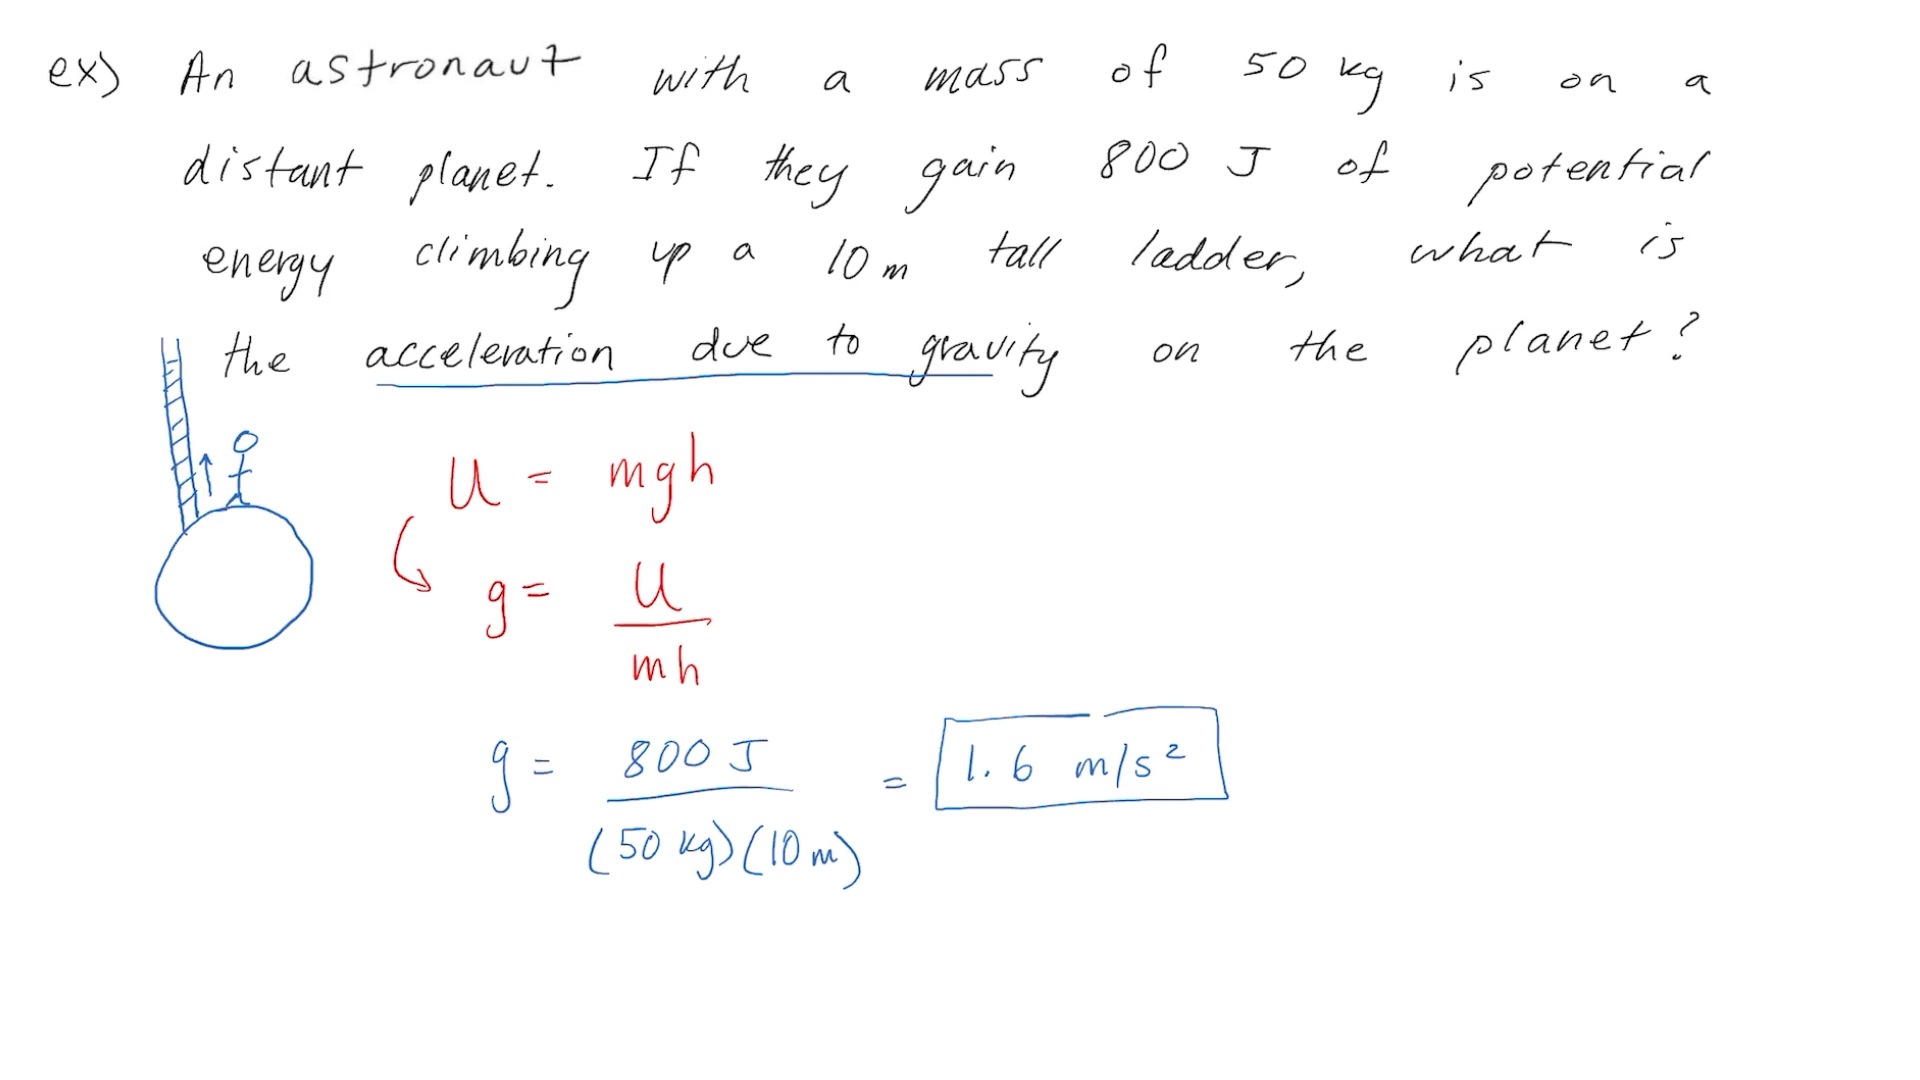 ex) An astronaut with a mass of 50 kg is on a
distant planet. If they gain 800 J of potential
energy climbing up a 10 m tall ladder, what is
the acceleration due to gravity on the planet?
U = mgh
g = U
mh
g = 800 J = 1.6 m/s²
(50 kg)(10 m)